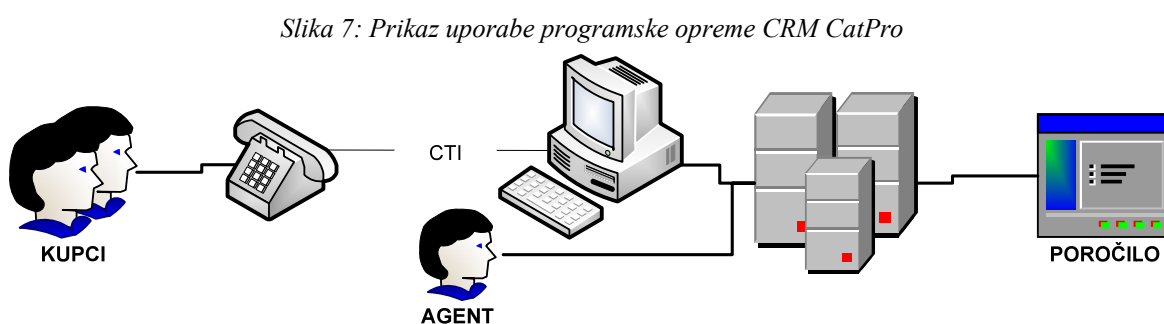 Slika 7: Prikaz uporabe programske opreme CRM CatPro
CTI
KUPCI
AGENT
POROČILO